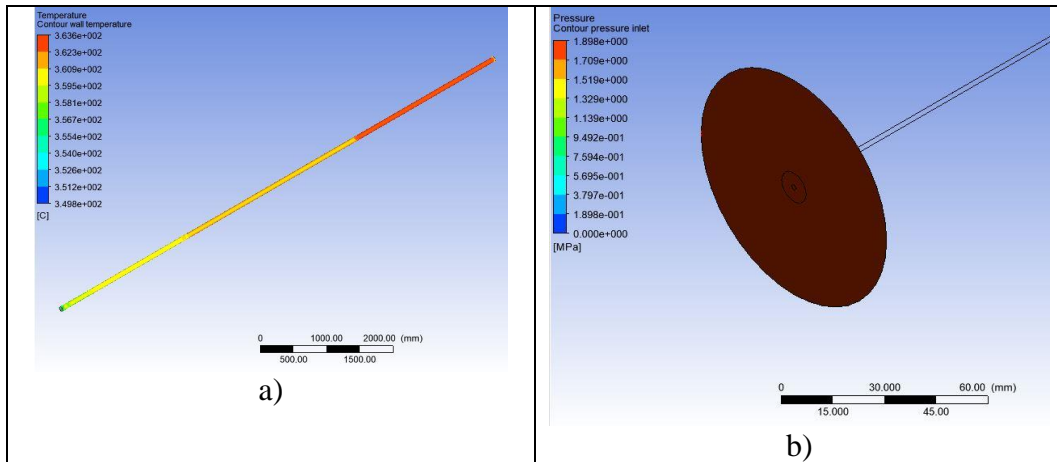 Temperature
Contour wall temperature
3.636e+002
3.623e+002
3.609e+002
3.595e+002
3.581e+002
3.567e+002
3.554e+002
3.540e+002
3.526e+002
3.512e+002
3.498e+002
[C]
0 1000.00 2000.00 (mm)
500.00 1500.00
a)
Pressure
Contour pressure inlet
1.898e+000
1.709e+000
1.519e+000
1.329e+000
1.139e+000
9.492e-001
7.594e-001
5.695e-001
3.797e-001
1.898e-001
0.000e+000
[MPa]
0 30.000 60.00 (mm)
15.000 45.00
b)